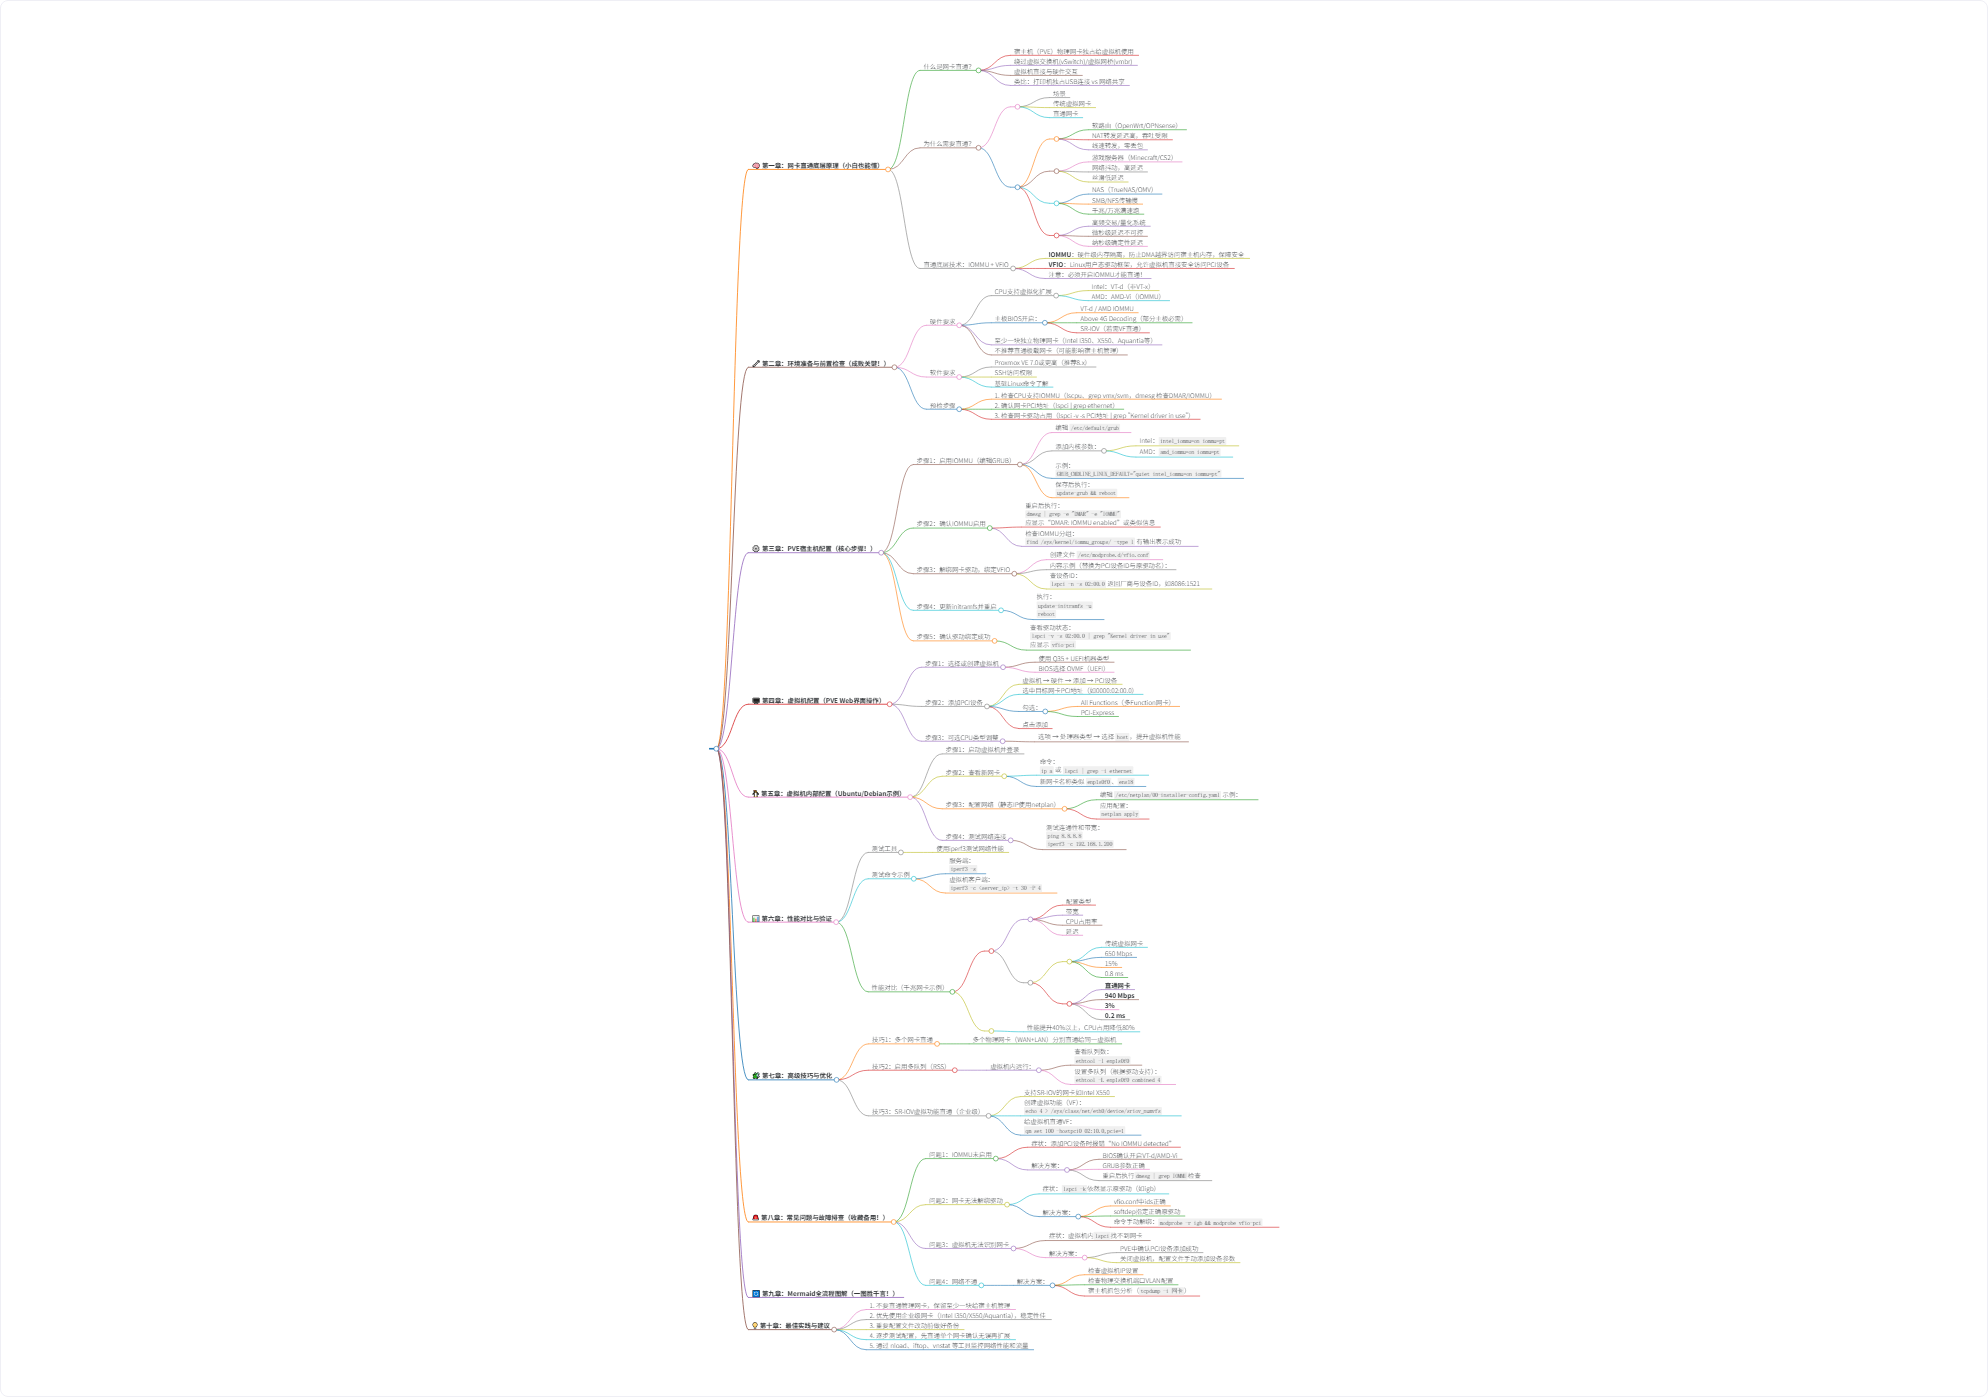 🧠 第一章：网卡直通底层原理（小白也能懂）
什么是网卡直通？
宿主机（PVE）物理网卡独占给虚拟机使用
绕过虚拟交换机(vSwitch)/虚拟网桥(vmbr)
虚拟机直接与硬件交互
类比：打印机独占USB连接 vs 网络共享
为什么需要直通？
场景
传统虚拟网卡
直通网卡
软路由（OpenWrt/OPNsense）
NAT转发延迟高，吞吐受限
线速转发，零丢包
游戏服务器（Minecraft/CS2）
网络抖动，高延迟
丝滑低延迟
NAS（TrueNAS/OMV）
SMB/NFS传输慢
千兆/万兆满速跑
高频交易/量化系统
微秒级延迟不可控
纳秒级确定性延迟
直通底层技术：IOMMU + VFIO
IOMMU：硬件级内存隔离，防止DMA越界访问宿主机内存，保障安全
VFIO：Linux用户态驱动框架，允许虚拟机直接安全访问PCI设备
注意：必须开启IOMMU才能直通！
🔧 第二章：环境准备与前置检查（成败关键！）
硬件要求
CPU支持虚拟化扩展
Intel：VT-d（非VT-x）
AMD：AMD-Vi（IOMMU）
主板BIOS开启：
VT-d / AMD IOMMU
Above 4G Decoding（部分主板必需）
SR-IOV（若需VF直通）
至少一块独立物理网卡（Intel I350、X550、Aquantia等）
不推荐直通板载网卡（可能影响宿主机管理）
软件要求
Proxmox VE 7.0或更高（推荐8.x）
SSH访问权限
基础Linux命令了解
预检步骤
1. 检查CPU支持IOMMU（lscpu、grep vmx/svm、dmesg 检查DMAR/IOMMU）
2. 确认网卡PCI地址（lspci | grep ethernet）
3. 检查网卡驱动占用（lspci -v -s PCI地址 | grep "Kernel driver in use"）
⚙️ 第三章：PVE宿主机配置（核心步骤！）
步骤1：启用IOMMU（编辑GRUB）
编辑 /etc/default/grub
添加内核参数：
Intel：intel_iommu=on iommu=pt
AMD：amd_iommu=on iommu=pt
示例：
GRUB_CMDLINE_LINUX_DEFAULT="quiet intel_iommu=on iommu=pt"
保存后执行：
update-grub && reboot
步骤2：确认IOMMU启用
重启后执行：
dmesg | grep -e "DMAR" -e "IOMMU"
应显示“DMAR: IOMMU enabled”或类似信息
检查IOMMU分组：
find /sys/kernel/iommu_groups/ -type l 有输出表示成功
步骤3：解绑网卡驱动，绑定VFIO
创建文件 /etc/modprobe.d/vfio.conf
内容示例（替换为PCI设备ID与原驱动名）：
查设备ID：
lspci -n -s 02:00.0 返回厂商与设备ID，如8086:1521
步骤4：更新initramfs并重启
执行：
update-initramfs -u
reboot
步骤5：确认驱动绑定成功
查看驱动状态：
lspci -v -s 02:00.0 | grep "Kernel driver in use"
应显示 vfio-pci
🖥️ 第四章：虚拟机配置（PVE Web界面操作）
步骤1：选择或创建虚拟机
使用 Q35 + UEFI机器类型
BIOS选择 OVMF（UEFI）
步骤2：添加PCI设备
虚拟机 → 硬件 → 添加 → PCI设备
选中目标网卡PCI地址（如0000:02:00.0）
勾选：
All Functions（多Function网卡）
PCI-Express
点击添加
步骤3：可选CPU类型调整
选项 → 处理器类型 → 选择 host，提升虚拟机性能
🐧 第五章：虚拟机内部配置（Ubuntu/Debian示例）
步骤1：启动虚拟机并登录
步骤2：查看新网卡
命令：
ip a 或 lspci | grep -i ethernet
新网卡名称类似 enp1s0f0、ens18
步骤3：配置网络（静态IP使用netplan）
编辑 /etc/netplan/00-installer-config.yaml 示例：
应用配置：
netplan apply
步骤4：测试网络连接
测试连通性和带宽：
ping 8.8.8.8
iperf3 -c 192.168.1.200
📊 第六章：性能对比与验证
测试工具
使用iperf3测试网络性能
测试命令示例
服务端：
iperf3 -s
虚拟机客户端：
iperf3 -c <server_ip> -t 30 -P 4
性能对比（千兆网卡示例）
配置类型
带宽
CPU占用率
延迟
传统虚拟网卡
650 Mbps
15%
0.8 ms
直通网卡
940 Mbps
3%
0.2 ms
性能提升40%以上，CPU占用降低80%
🧩 第七章：高级技巧与优化
技巧1：多个网卡直通
多个物理网卡（WAN+LAN）分别直通给同一虚拟机
技巧2：启用多队列（RSS）
虚拟机内运行：
查看队列数：
ethtool -l enp1s0f0
设置多队列（根据驱动支持）：
ethtool -L enp1s0f0 combined 4
技巧3：SR-IOV虚拟功能直通（企业级）
支持SR-IOV的网卡如Intel X550
创建虚拟功能（VF）：
echo 4 > /sys/class/net/eth0/device/sriov_numvfs
给虚拟机直通VF：
qm set 100 -hostpci0 02:10.0,pcie=1
🚨 第八章：常见问题与故障排查（收藏备用！）
问题1：IOMMU未启用
症状：添加PCI设备时报错“No IOMMU detected”
解决方案：
BIOS确认开启VT-d/AMD-Vi
GRUB参数正确
重启后执行 dmesg | grep IOMMU 检查
问题2：网卡无法解绑驱动
症状：lspci -k 依然显示原驱动（如igb）
解决方案：
vfio.conf中ids正确
softdep指定正确原驱动
命令手动解绑：modprobe -r igb && modprobe vfio-pci
问题3：虚拟机无法识别网卡
症状：虚拟机内 lspci 找不到网卡
解决方案：
PVE中确认PCI设备添加成功
关闭虚拟机，配置文件手动添加设备参数
问题4：网络不通
解决方案：
检查虚拟机IP设置
检查物理交换机端口VLAN配置
宿主机抓包分析（tcpdump -i 网卡）
第九章：Mermaid全流程图解（一图胜千言！）
💡 第十章：最佳实践与建议
1. 不要直通管理网卡，保留至少一块给宿主机管理
2. 优先使用企业级网卡（Intel I350/X550/Aquantia），稳定性佳
3. 重要配置文件改动前做好备份
4. 逐步测试配置，先直通单个网卡确认无误再扩展
5. 通过 nload、iftop、vnstat 等工具监控网络性能和流量